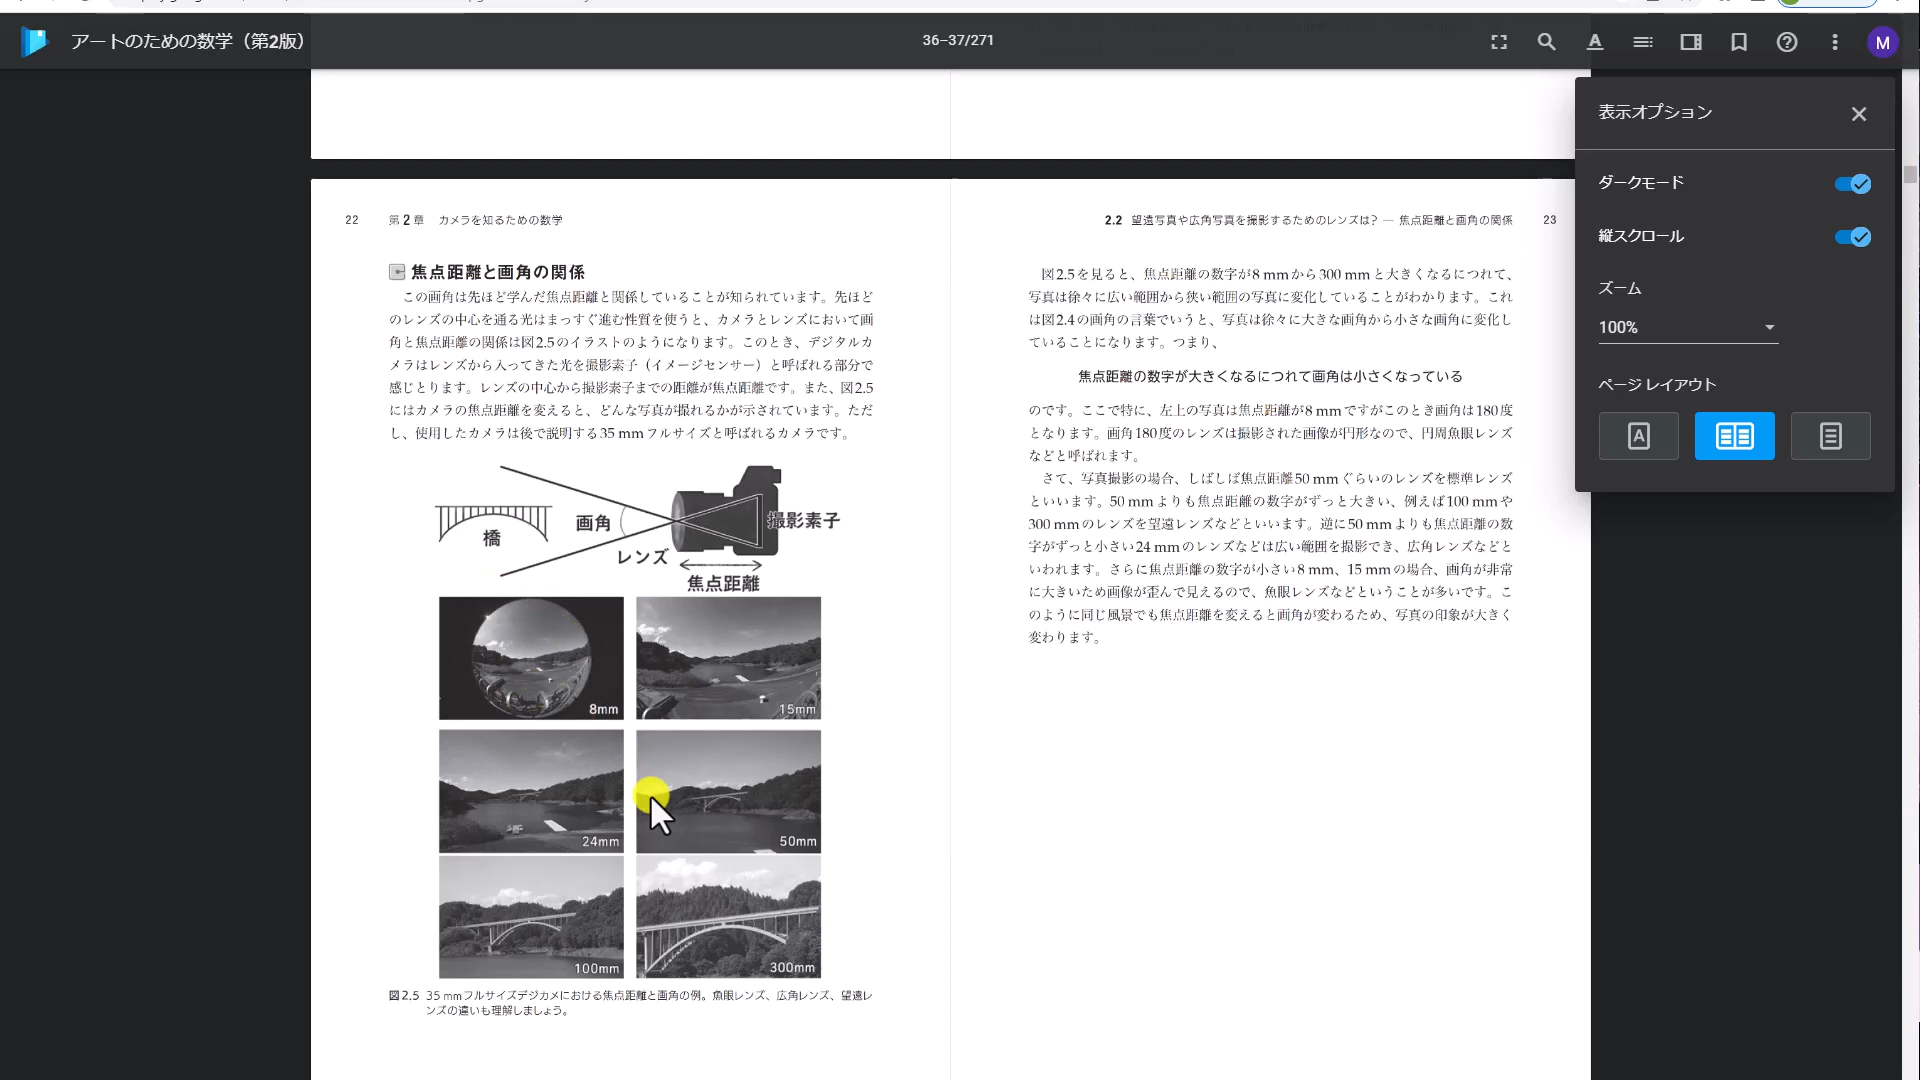 アートのための数学（第2版）
36–37/271
M
表示オプション
ダークモード
縦スクロール
ズーム
100%
ページ レイアウト
A
22 第2章 カメラを知るための数学
焦点距離と画角の関係
この画角は先ほど学んだ焦点距離と関係していることが知られています。先ほど
のレンズの中心を通る光はまっすぐ進む性質を使うと、カメラとレンズにおいて画
角と焦点距離の関係は図2.5のイラストのようになります。このとき、デジタルカ
メラはレンズから入ってきた光を撮影素子（イメージセンサー）と呼ばれる部分で
感じとります。レンズの中心から撮影素子までの距離が焦点距離です。また、図2.5
にはカメラの焦点距離を変えると、どんな写真が撮れるかが示されています。ただ
し、使用したカメラは後で説明する35 mmフルサイズと呼ばれるカメラです。
橋
画角
撮影素子
レンズ
焦点距離
8mm
15mm
24mm
50mm
100mm
300mm
図2.5 35 mmフルサイズデジカメにおける焦点距離と画角の例。魚眼レンズ、広角レンズ、望遠レ
ンズの違いも理解しましょう。
2.2 望遠写真や広角写真を撮影するためのレンズは? — 焦点距離と画角の関係 23
図2.5を見ると、焦点距離の数字が8 mmから300 mmと大きくなるにつれて、
写真は徐々に広い範囲から狭い範囲の写真に変化していることがわかります。これ
は図2.4の画角の言葉でいうと、写真は徐々に大きな画角から小さな画角に変化し
ていることになります。つまり、
焦点距離の数字が大きくなるにつれて画角は小さくなっている
のです。ここで特に、左上の写真は焦点距離が8 mmですがこのとき画角は180度
となります。画角180度のレンズは撮影された画像が円形なので、円周魚眼レンズ
などと呼ばれます。
さて、写真撮影の場合、しばしば焦点距離50 mmぐらいのレンズを標準レンズ
といいます。50 mmよりも焦点距離の数字がずっと大きい、例えば100 mmや
300 mmのレンズを望遠レンズなどといいます。逆に50 mmよりも焦点距離の数
字がずっと小さい24 mmのレンズなどは広い範囲を撮影でき、広角レンズなどと
いわれます。さらに焦点距離の数字が小さい8 mm、15 mmの場合、画角が非常
に大きいため画像が歪んで見えるので、魚眼レンズなどということが多いです。こ
のように同じ風景でも焦点距離を変えると画角が変わるため、写真の印象が大きく
変わります。